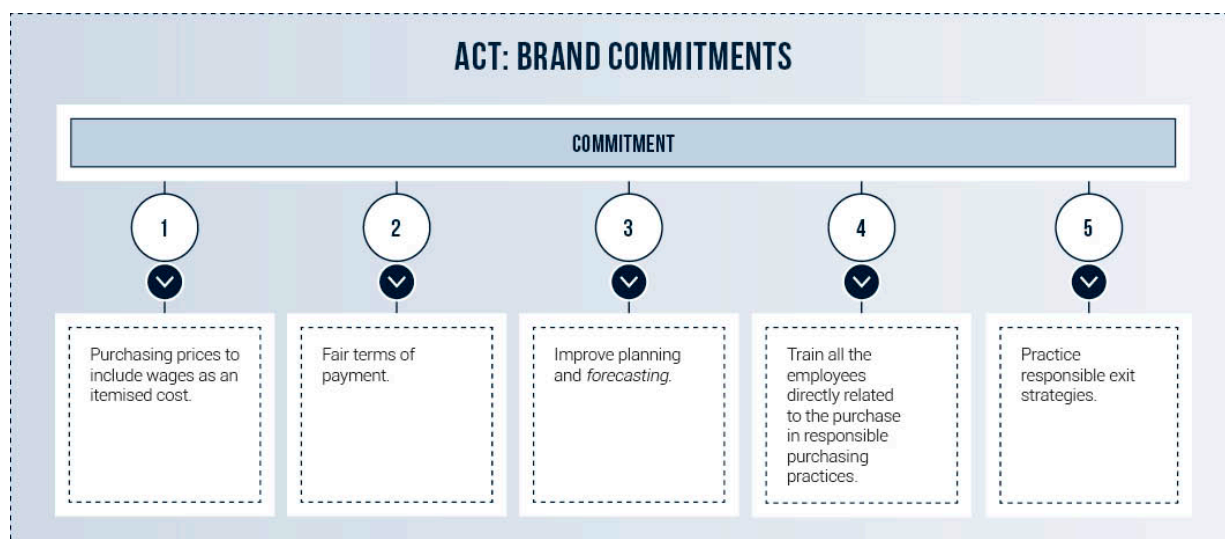 ACT: BRAND COMMITMENTS
COMMITMENT
1
2
3
4
5
Purchasing prices to
include wages as an
itemised cost.
Fair terms of
payment.
Improve planning
and forecasting.
Train all the
employees
directly related
to the purchase
in responsible
purchasing
practices.
Practice
responsible exit
strategies.